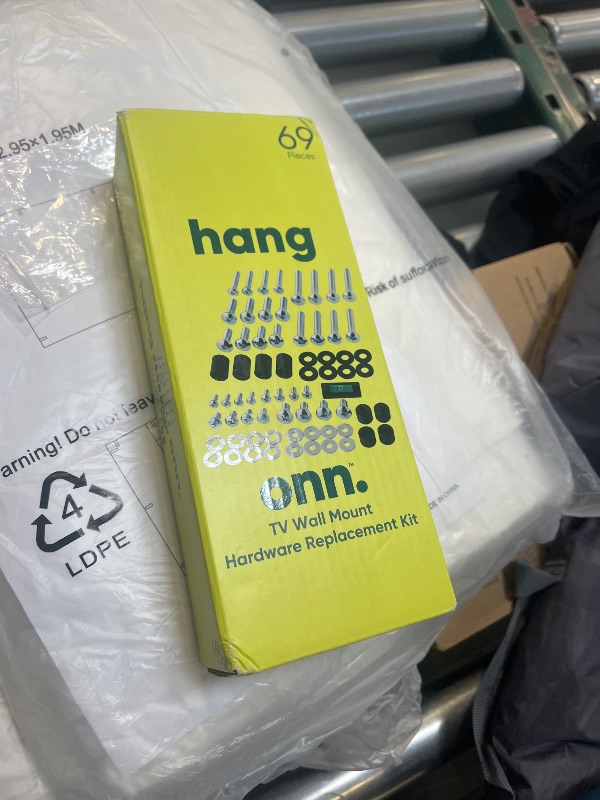 2.95×1.95M
69
Pieces
hang
Risk of suffocation
arning! Do not leav
onn.™
TV Wall Mount
Hardware Replacement Kit
DE IN CHINA
4
LDPE